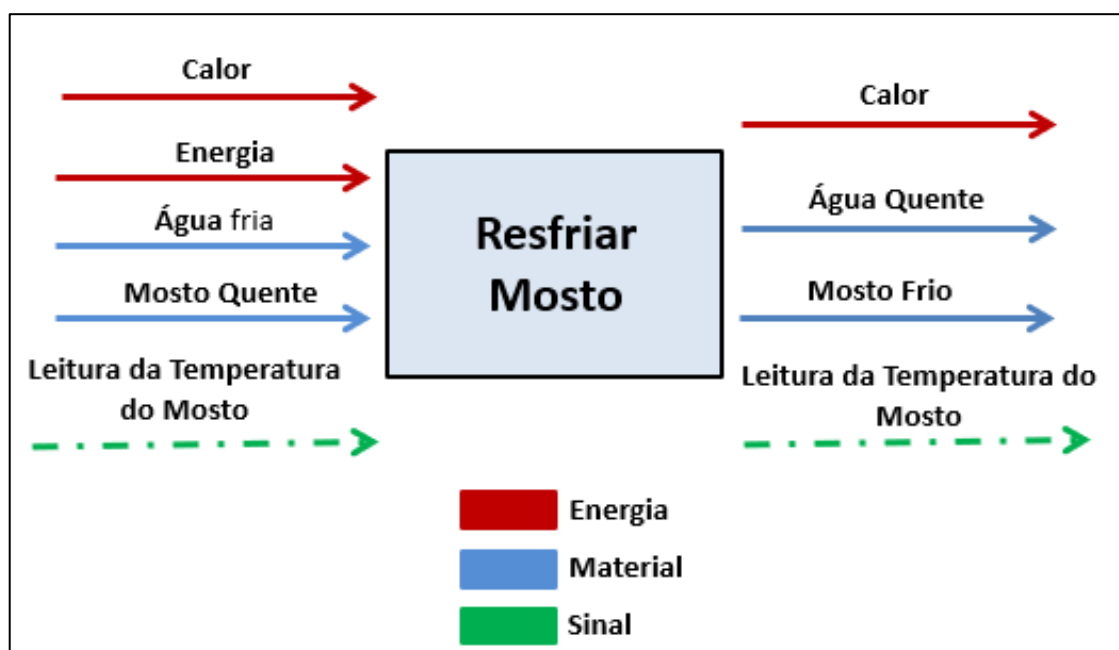 Calor
Energia
Água fria
Mosto Quente
Leitura da Temperatura
do Mosto
Resfriar
Mosto
Calor
Água Quente
Mosto Frio
Leitura da Temperatura do
Mosto
Energia
Material
Sinal